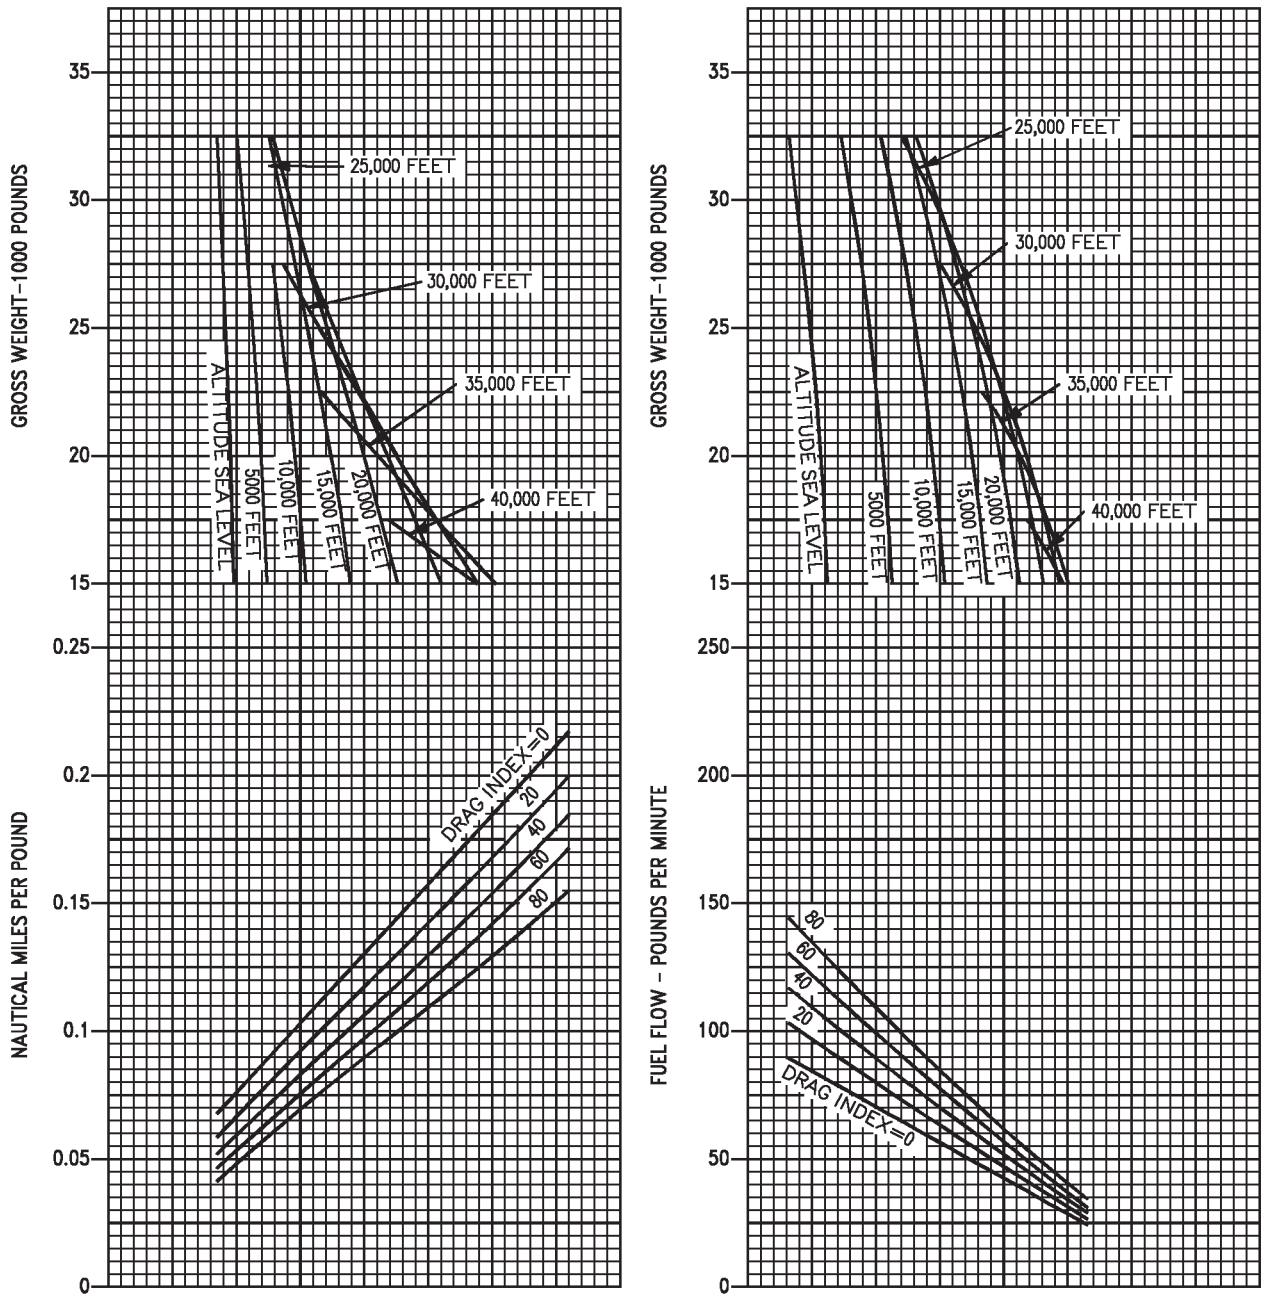 GROSS WEIGHT-1000 POUNDS
35
30
25
20
15
25,000 FEET
30,000 FEET
35,000 FEET
40,000 FEET
ALTITUDE SEA LEVEL
5000 FEET
10,000 FEET
15,000 FEET
20,000 FEET
NAUTICAL MILES PER POUND
0.25
0.2
0.15
0.1
0.05
0
DRAG INDEX=0
20
40
60
80
GROSS WEIGHT-1000 POUNDS
35
30
25
20
15
25,000 FEET
30,000 FEET
35,000 FEET
40,000 FEET
ALTITUDE SEA LEVEL
5000 FEET
10,000 FEET
15,000 FEET
20,000 FEET
FUEL FLOW - POUNDS PER MINUTE
250
200
150
100
50
0
80
60
40
20
DRAG INDEX=0